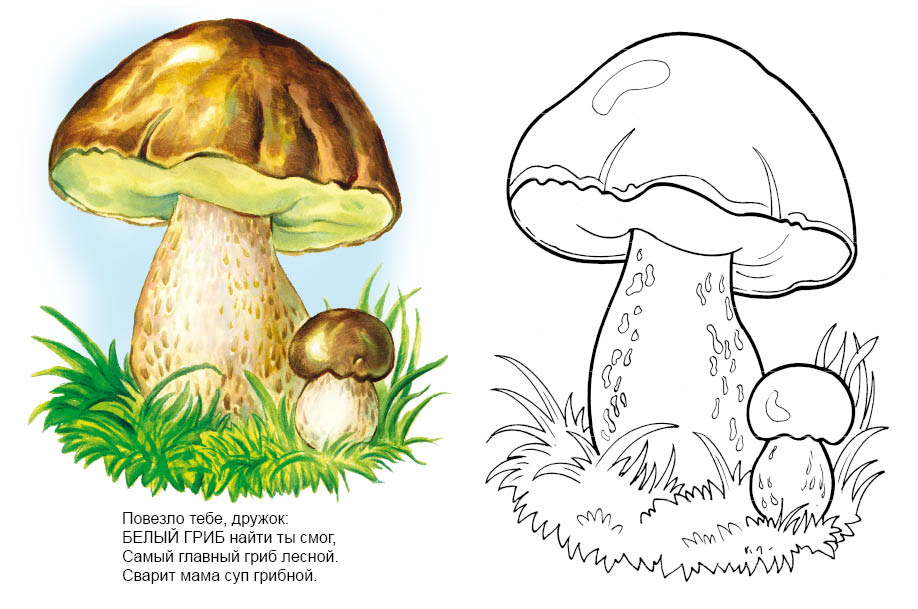 Повезло тебе, дружок:
БЕЛЫЙ ГРИБ найти ты смог,
Самый главный гриб лесной.
Сварит мама суп грибной.